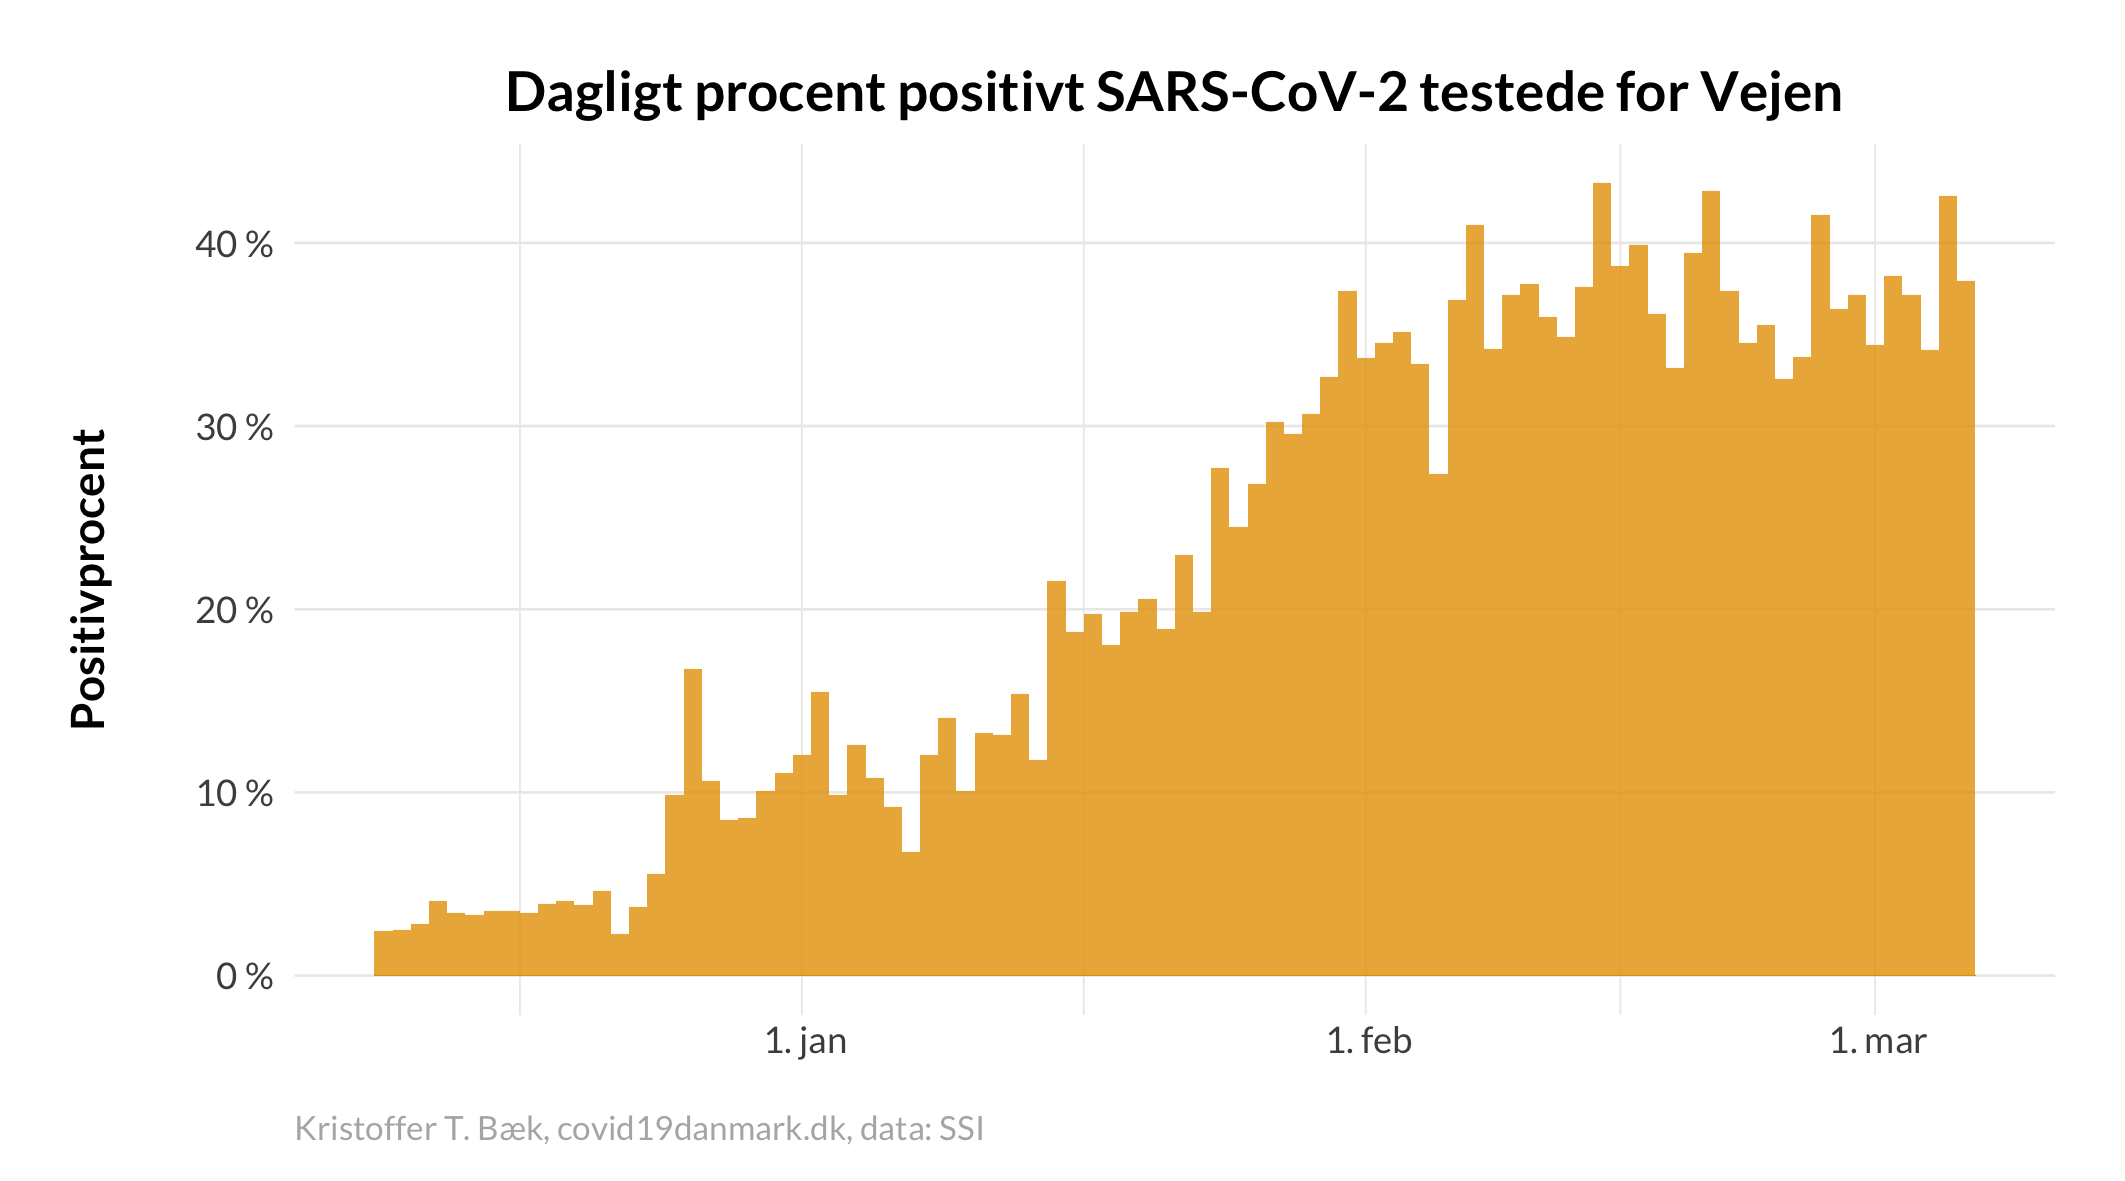 Dagligt procent positivt SARS-CoV-2 testede for Vejen
Positivprocent
40 %
30 %
20 %
10 %
0 %
1. jan
1. feb
1. mar
Kristoffer T. Bæk, covid19danmark.dk, data: SSI